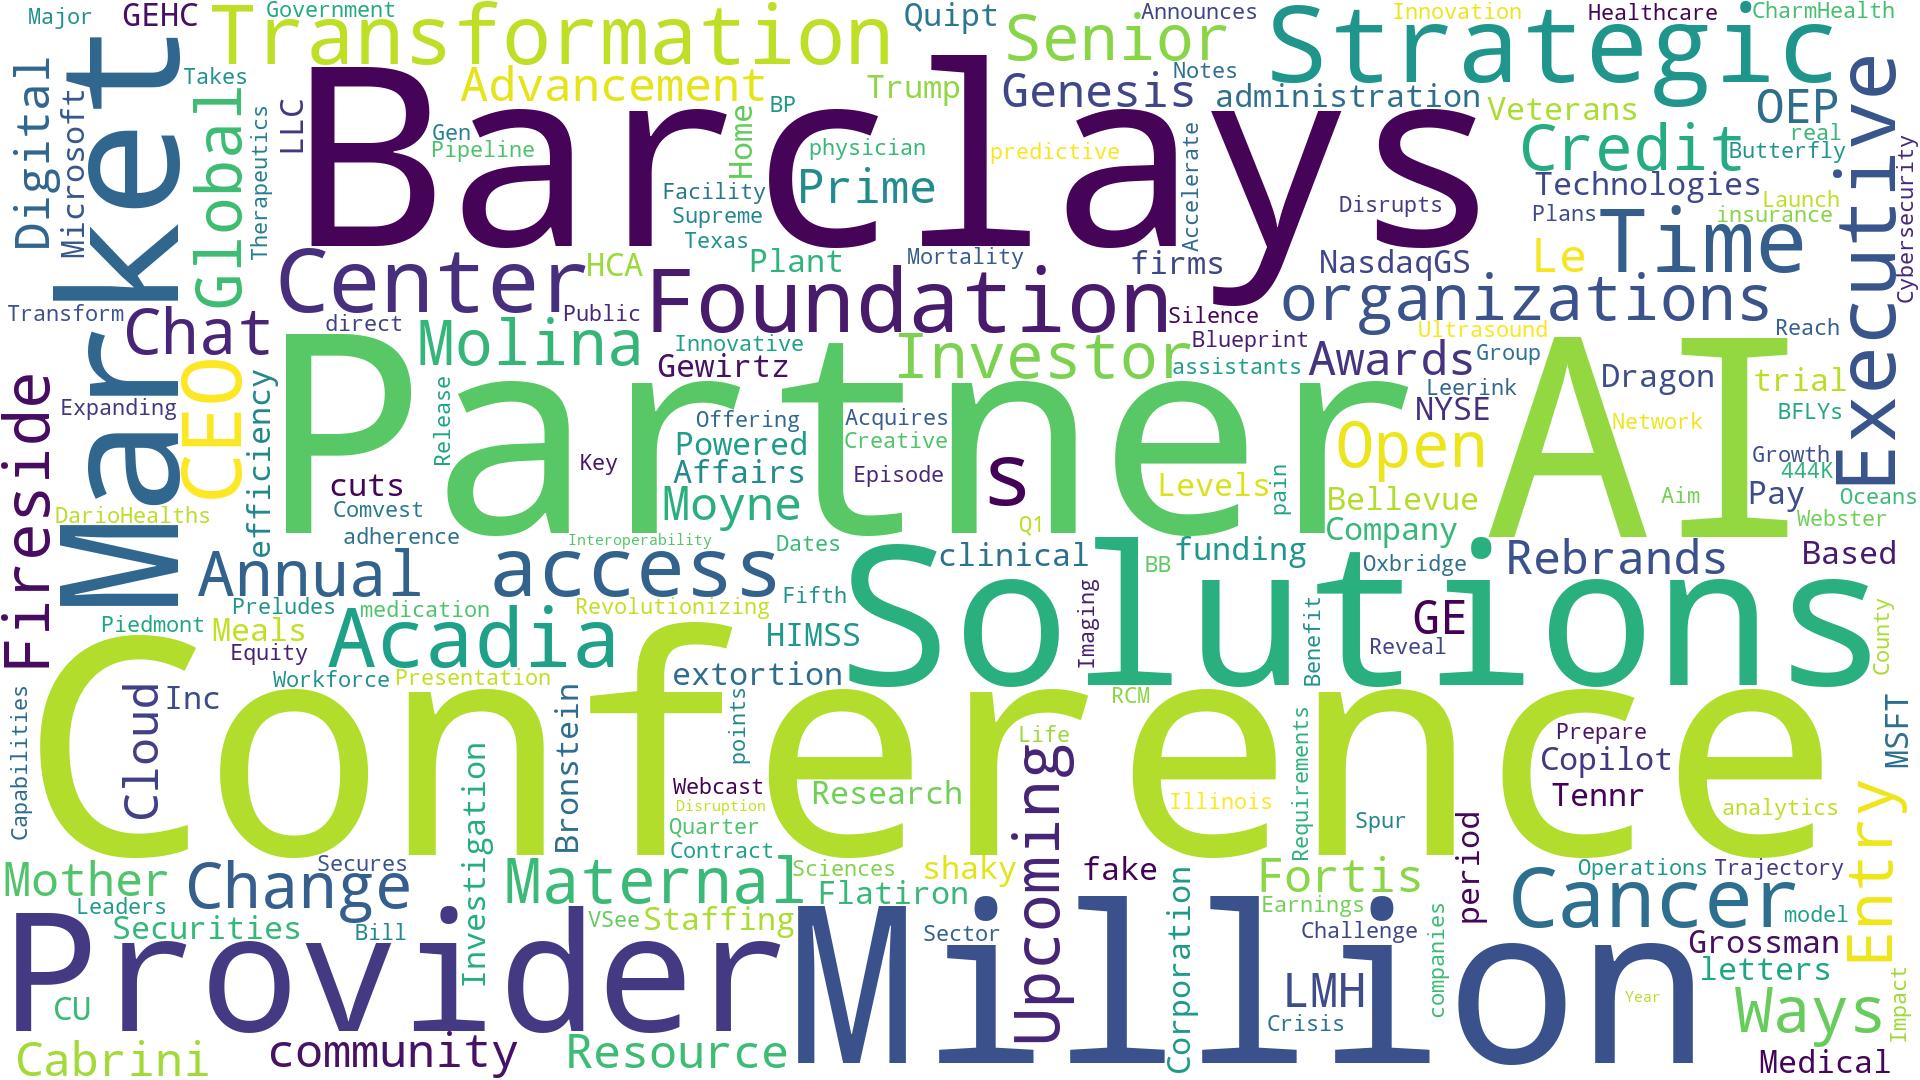 Major
GEHC
Government
Transformation
Quipt
Senior
Announces
Strategic
Innovation
Healthcare
CharmHealth
Digital
Microsoft
Market
Takes
Global
Therapeutics
LLC
Barclays
Advancement
Gen
Pipeline
Home
BP
Trump
physician
Genesis
Notes
administration
predictive
Veterans
OEP
Executive
Credit
real
Butterfly
Cybersecurity
Facility
Prime
Supreme
Texas
Accelerate
Disrupts
Technologies
Plans
Launch
insurance
Time
Le
Transform
Center
HCA
Plant
Mortality
firms
NasdaqGS
organizations
Chat
direct
Public
Foundation
Silence
Blueprint
Ultrasound
Reach
CEO
Molina
Innovative
Gewirtz
Investor
assistants
Awards
Group
Leerink
Dragon
trial
Fireside
Expanding
efficiency
Partner
Release
Offering
Acquires
Powered
Creative
NYSE
AI
Network
BFLYs
Open
Growth
444K
Key
Affairs
Episode
s
Levels
pain
cuts
Moyne
Bellevue
Aim
Pay
Oceans
DarioHealths
Comvest
Q1
Company
Webster
adherence
Interoperability
Dates
Annual
access
clinical
funding
BB
Oxbridge
Rebrands
Based
Preludes
medication
Revolutionizing
Fifth
Solutions
Imaging
Benefit
Piedmont
Meals
Acadia
HIMSS
GE
County
Equity
Reveal
Workforce
Presentation
extortion
Capabilities
cloud
Inc
Conference
Bronstein
points
RCM
MSFT
Investigation
Life
Upcoming
Requirements
Prepare
Copilot
Webcast
Disruption
Research
Illinois
Tennr
analytics
Entry
Quarter
Spur
period
Contract
Mother
Change
Secures
Maternal
Sciences
shaky
fake
Corporation
Fortis
Cancer
Operations
Trajectory
Leaders
Flatiron
Earnings
companies
model
Securities
Bill
VSee
Staffing
Sector
Challenge
Grossman
Provider
Million
letters
CU
LMH
Year
Ways
Impact
Crisis
Cabrini
community
Resource
Medical